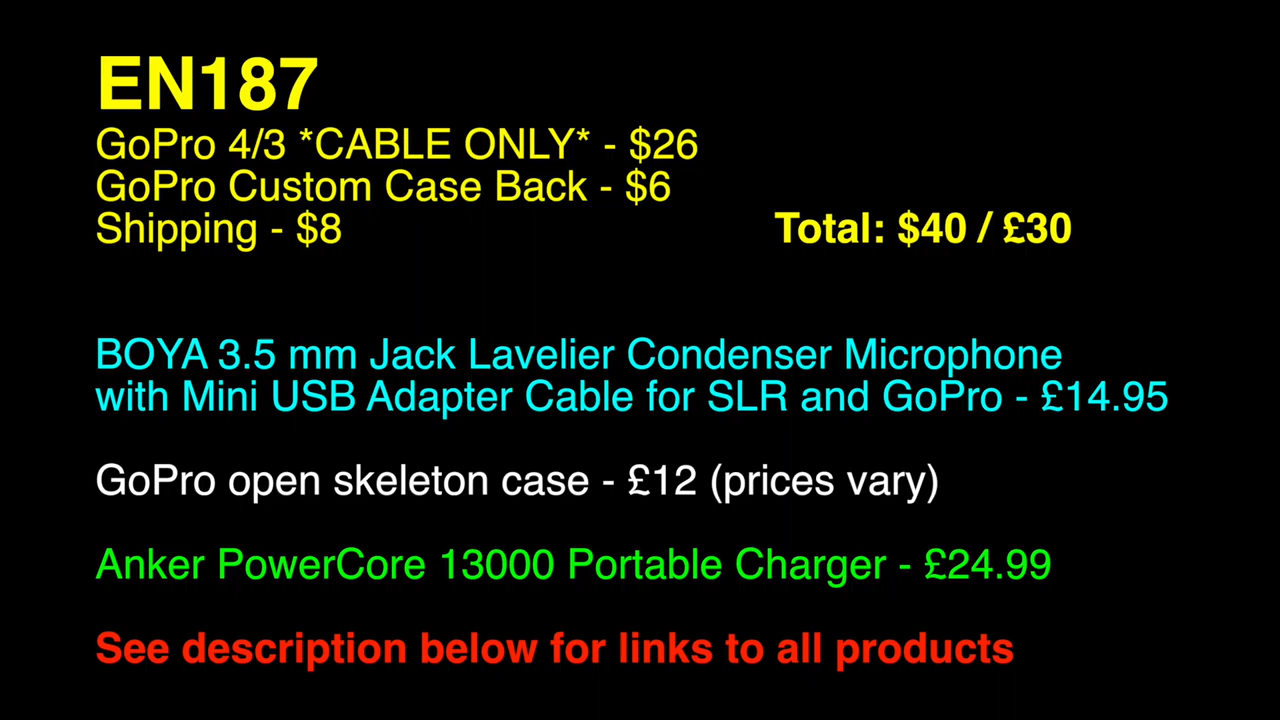 EN187
GoPro 4/3 *CABLE ONLY* - $26
GoPro Custom Case Back - $6
Shipping - $8 Total: $40 / £30
BOYA 3.5 mm Jack Lavelier Condenser Microphone
with Mini USB Adapter Cable for SLR and GoPro - £14.95
GoPro open skeleton case - £12 (prices vary)
Anker PowerCore 13000 Portable Charger - £24.99
See description below for links to all products